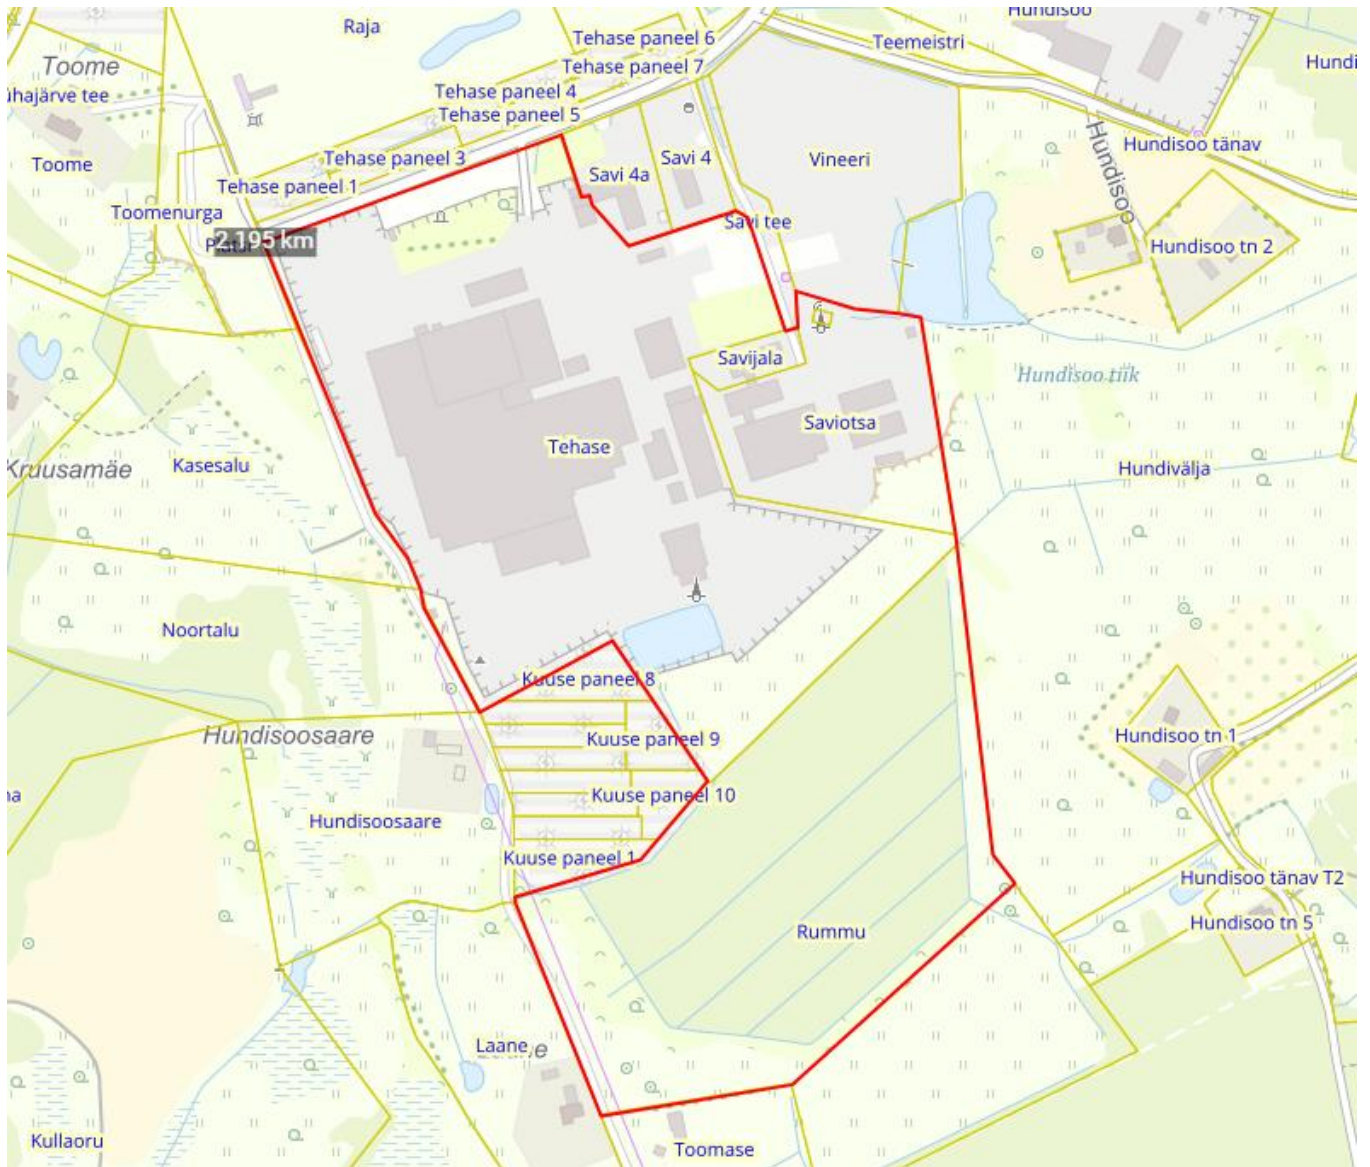 Hundisoo
Raja
Tehase paneel 6
Teemeistri
Toome
Tehase paneel 7
Hundi
Tehase paneel 4
ühajärve tee
Tehase paneel 5
Hundisoo tänav
Toome
Tehase paneel 3
Savi 4
Vineeri
Savi 4a
Tehase paneel 1
Hundisoo
Toomenurga
Savi tee
2.195 km
Hundisoo tn 2
Savijala
Hundisoo tiik
Saviotsa
Tehase
Kruusamäe
Kasesalu
Hundivälja
Noortalu
Kuuse paneel 8
Hundisoosaare
Kuuse paneel 9
Hundisoo tn 1
Kuuse paneel 10
Hundisoosaare
Kuuse paneel 1
Hundisoo tänav T2
Hundisoo tn 5
Rummu
Laane
Kullaoru
Toomase